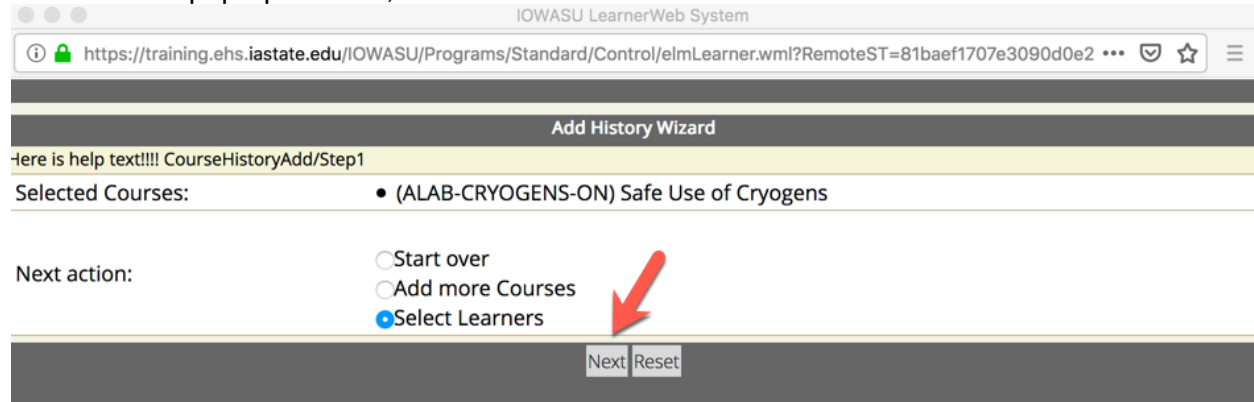 IOWASU LearnerWeb System
https://training.ehs.iastate.edu/IOWASU/Programs/Standard/Control/elmLearner.wml?RemoteST=81baef1707e3090d0e2 •••
Add History Wizard
Here is help text!!!! CourseHistoryAdd/Step1
Selected Courses: • (ALAB-CRYOGENS-ON) Safe Use of Cryogens
Start over
Next action:
Add more Courses
Select Learners
Next Reset